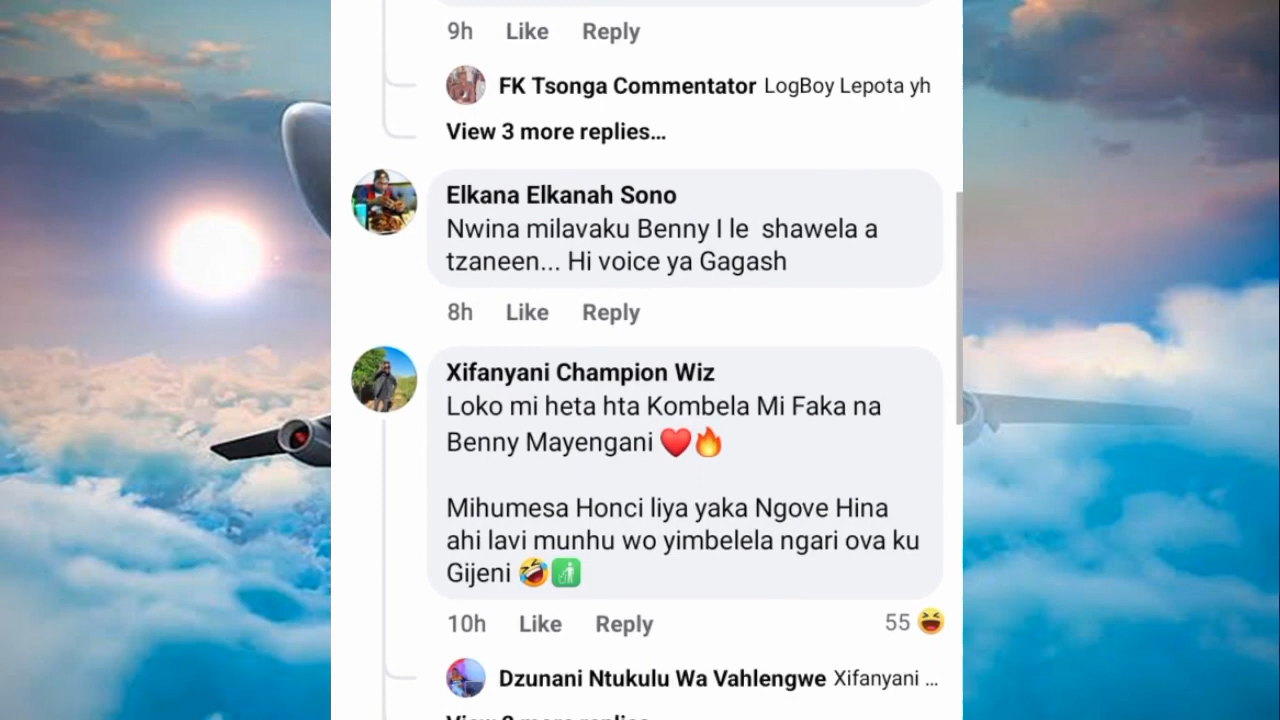 9h Like Reply
FK Tsonga Commentator LogBoy Lepota yh
View 3 more replies...
Elkana Elkanah Sono
Nwina milavaku Benny I le shawela a
tzaneen... Hi voice ya Gagash
8h Like Reply
Xifanyani Champion Wiz
Loko mi heta hta Kombela Mi Faka na
Benny Mayengani ❤️🔥
Mihumesa Honci liya yaka Ngove Hina
ahi lavi munhu wo yimbelela ngari ova ku
Gijeni 🤣🚮
10h Like Reply 55 😆
Dzunani Ntukulu Wa Vahlengwe Xifanyani ...